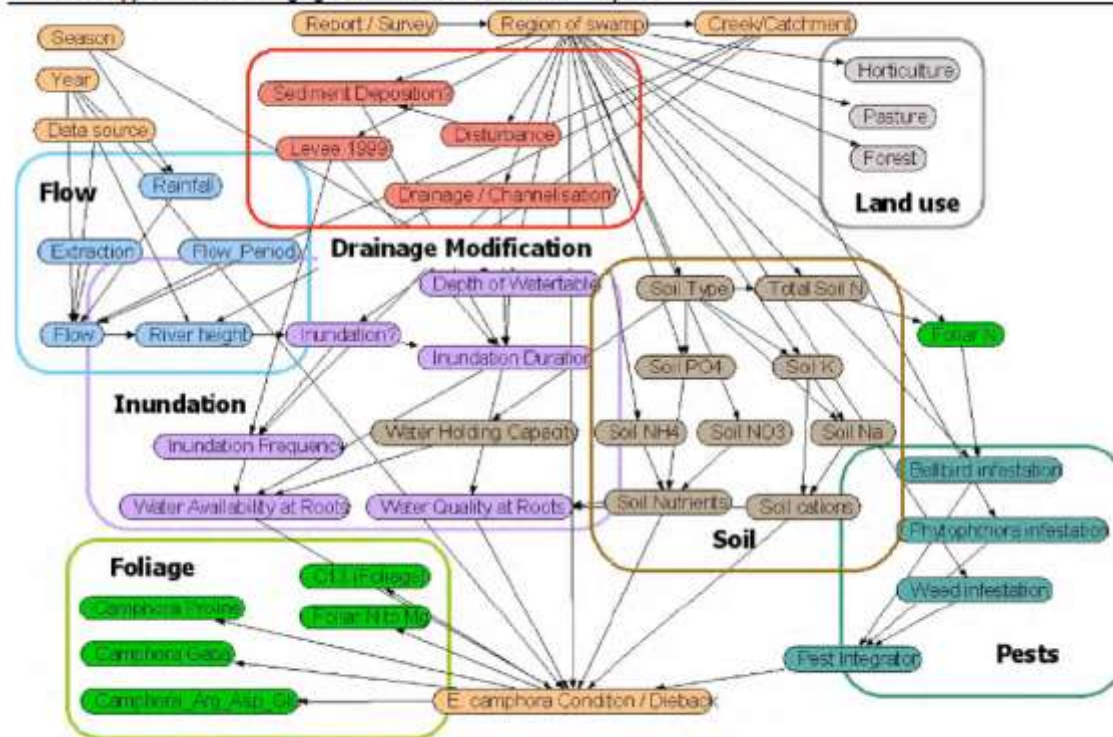 Report / Survey
Region of swamp
Creek/Catchment
Season
Year
Data source
Horticulture
Pasture
Forest
Land use
Sediment Deposition?
Disturbance
Levee 1999
Drainage / Channelisation?
Drainage Modification
Flow
Rainfall
Extraction
Flow_Period
Flow
River height
Inundation?
Depth of Watertable
Inundation Duration
Inundation
Inundation Frequenc
Water Holding Capacity
Water Availability at Roots
Water Quality at Roots
Soil Type
Total Soil N
Foliar N
Soil PO4
Soil K
Soil NH4
Soil NO3
Soil Na
Soil Nutrients
Soil cations
Soil
Bellbird infestation
Phytophthora infestation
Weed infestation
Pest Integrator
Pests
Foliage
C13 (Foliage)
Camphora Proline
Foliar N to Mg
Camphora Gaba
E. camphora Condition / Dieback